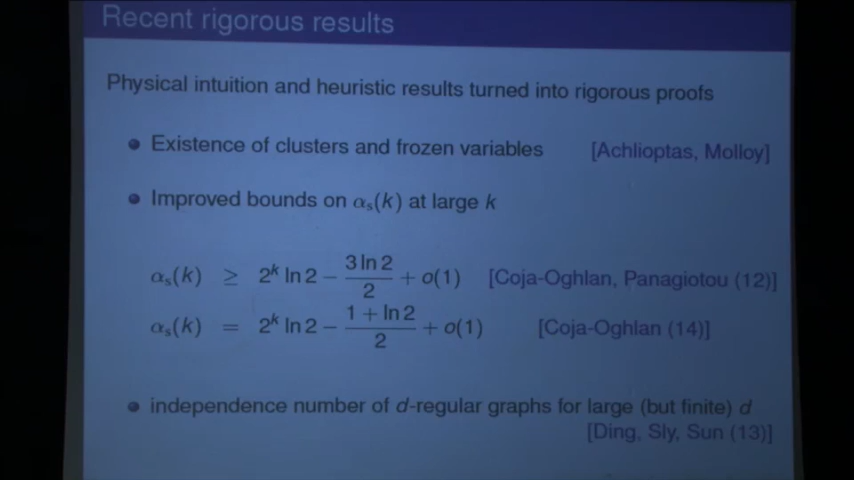 Recent rigorous results
Physical intuition and heuristic results turned into rigorous proofs
Existence of clusters and frozen variables [Achlioptas, Molloy]
Improved bounds on αs(k) at large k
αs(k) ≥ 2^k ln 2 − 3 ln 2 / 2 + o(1) [Coja-Oghlan, Panagiotou (12)]
αs(k) = 2^k ln 2 − 1 + ln 2 / 2 + o(1) [Coja-Oghlan (14)]
independence number of d-regular graphs for large (but finite) d
[Ding, Sly, Sun (13)]